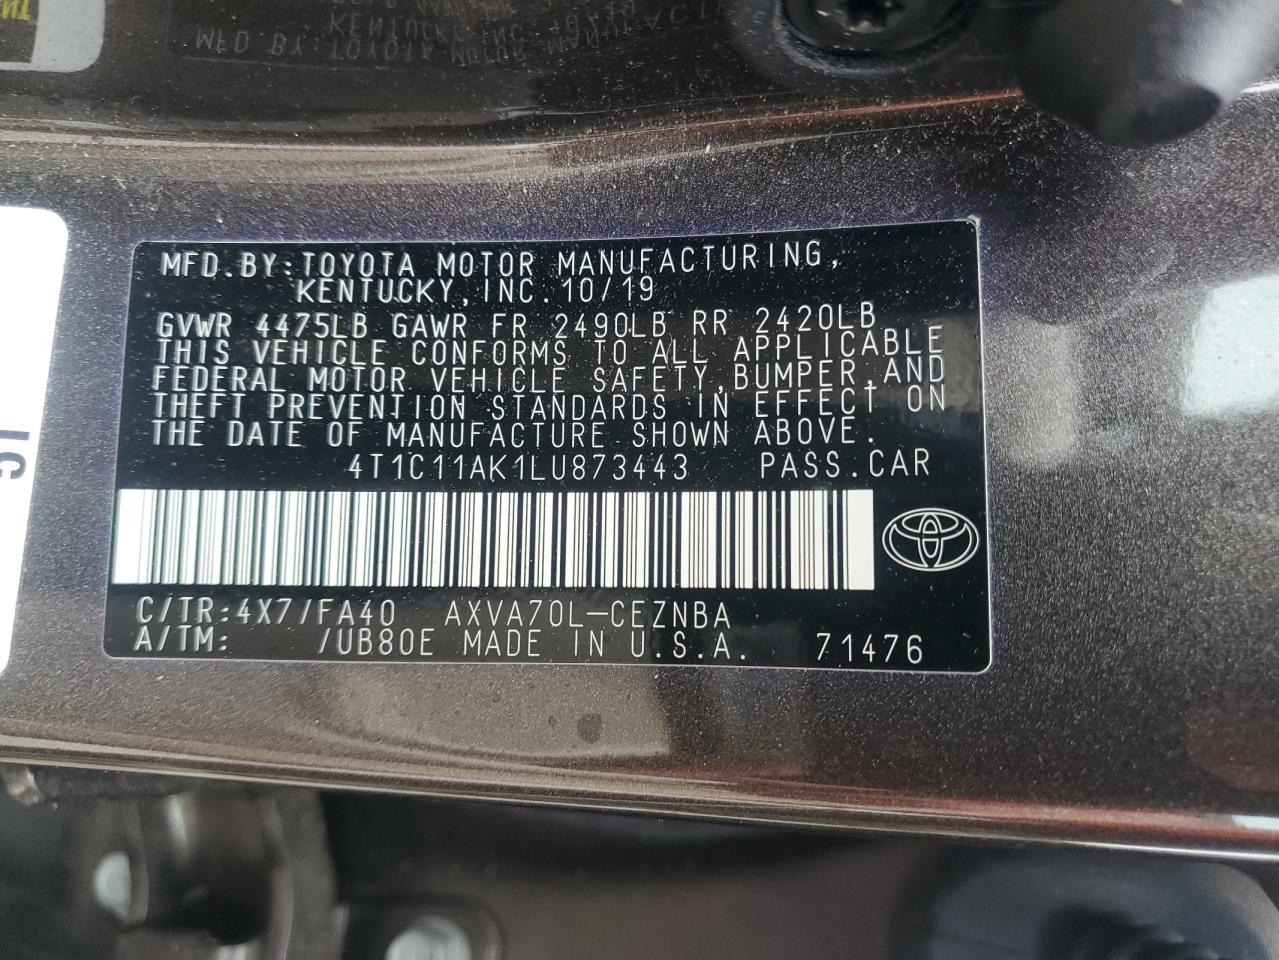 MFD.BY:TOYOTA MOTOR MANUFACTURING,
KENTUCKY,INC.10/19
GVWR 4475LB GAWR FR 2490LB RR 2420LB
THIS VEHICLE CONFORMS TO ALL APPLICABLE
FEDERAL MOTOR VEHICLE SAFETY,BUMPER,AND
THEFT PREVENTION STANDARDS IN EFFECT ON
THE DATE OF MANUFACTURE SHOWN ABOVE.
4T1C11AK1LU873443 PASS.CAR
C/TR:4X7/FA40 AXVA70L-CEZNBA
A/TM: /UB80E MADE IN U.S.A. 71476